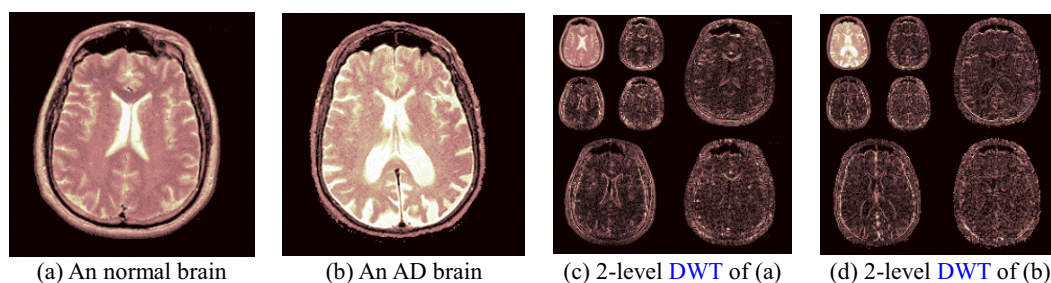 (a) An normal brain
(b) An AD brain
(c) 2-level DWT of (a)
(d) 2-level DWT of (b)